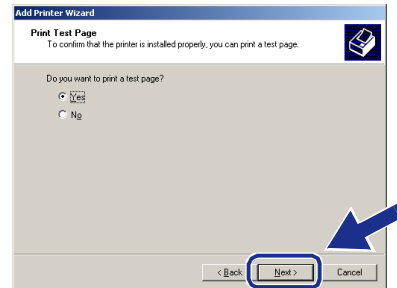 Add Printer Wizard
Print Test Page
To confirm that the printer is installed properly, you can print a test page.
Do you want to print a test page?
Yes
No
< Back Next > Cancel